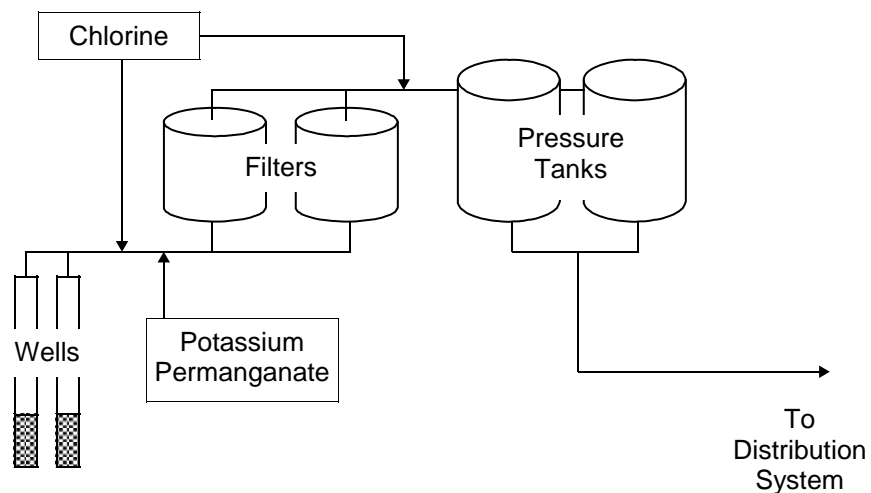 Chlorine
Filters
Pressure
Tanks
Wells
Potassium
Permanganate
To
Distribution
System